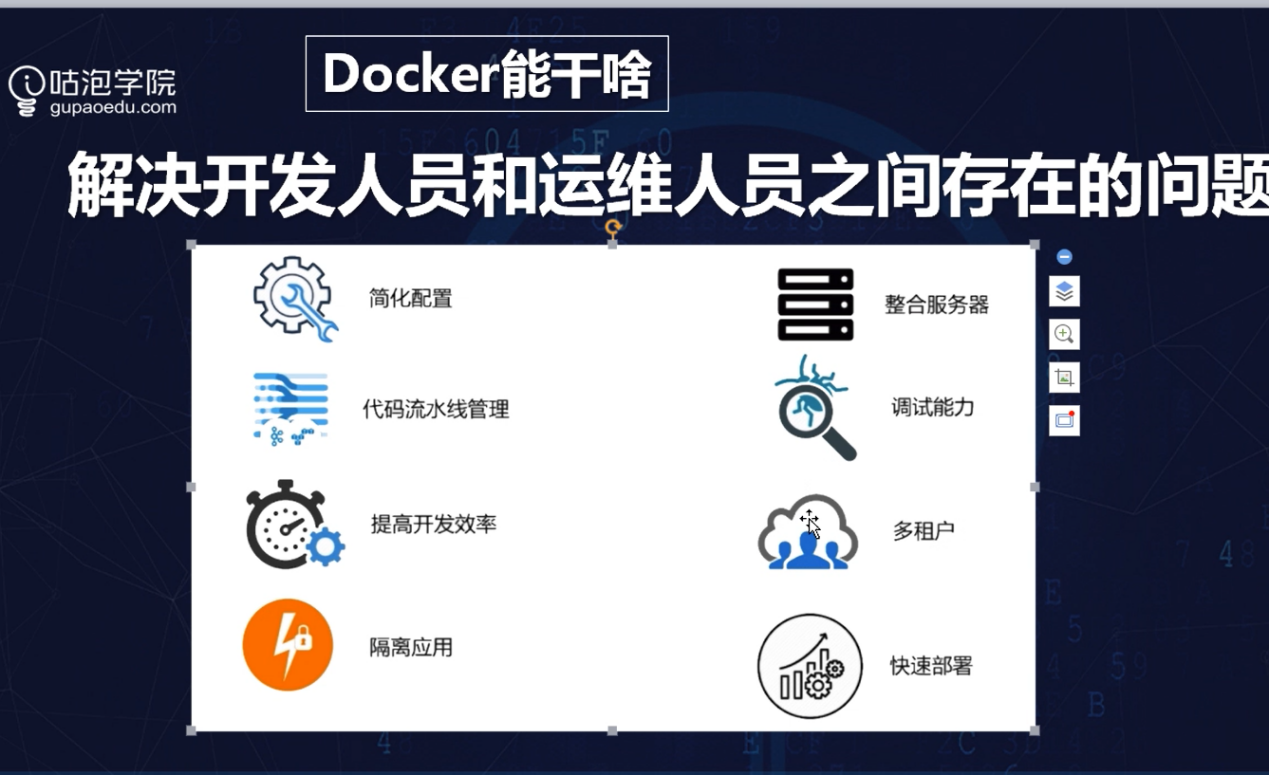 咕泡学院
gupaoedu.com
Docker能干啥
解决开发人员和运维人员之间存在的问题
简化配置
整合服务器
代码流水线管理
调试能力
提高开发效率
多租户
隔离应用
快速部署